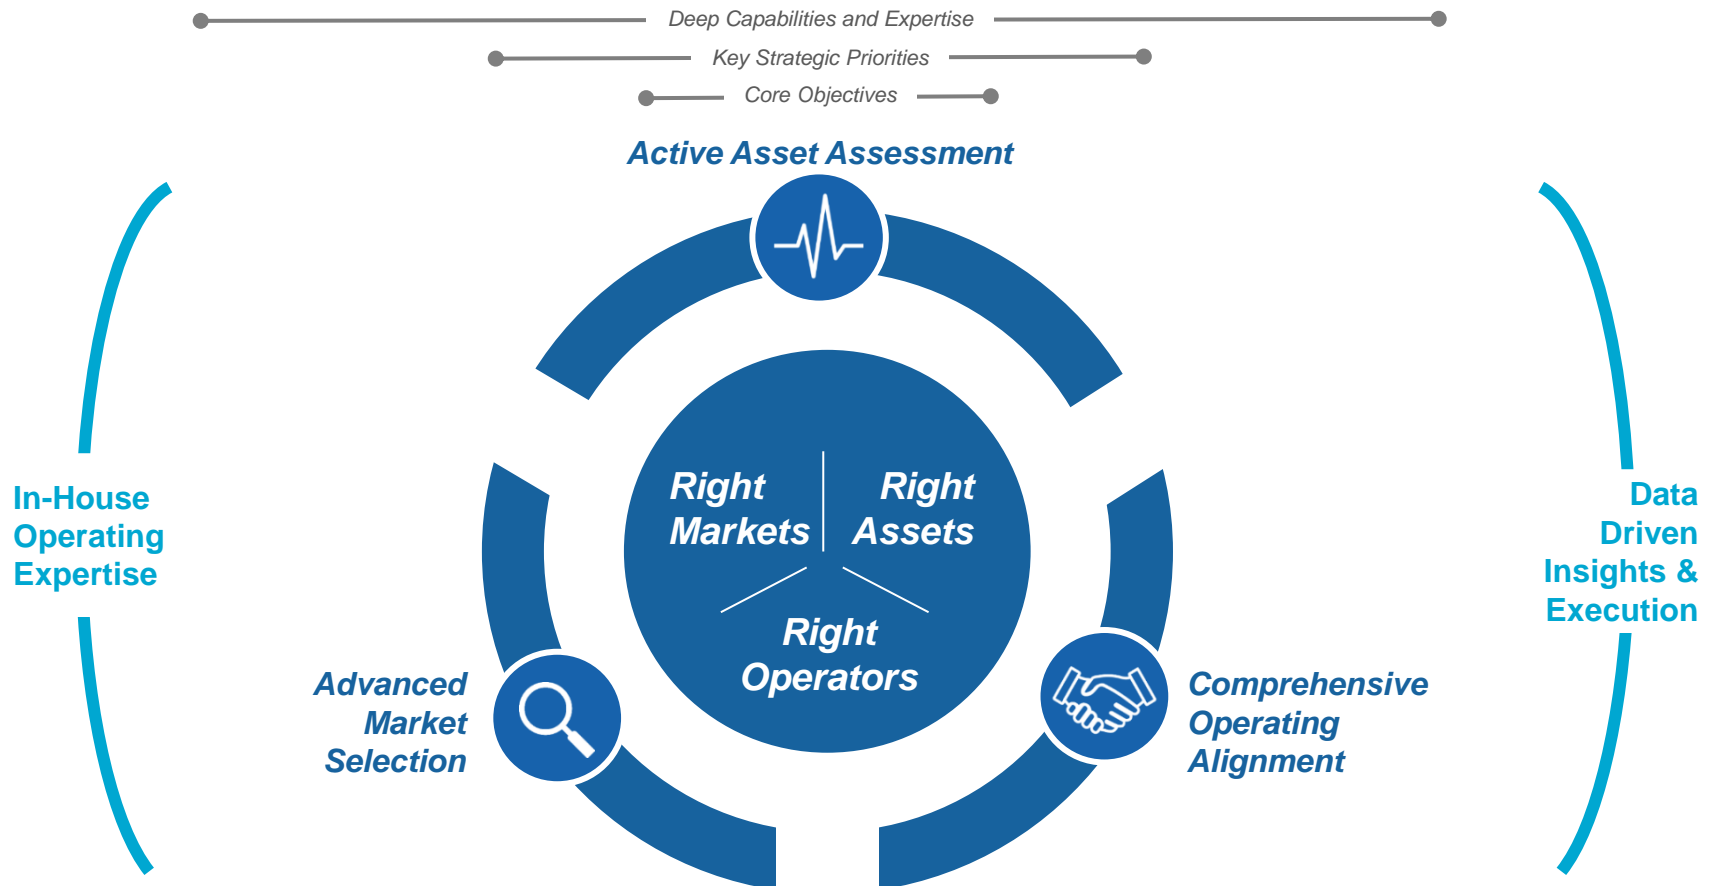 Deep Capabilities and Expertise
Key Strategic Priorities
Core Objectives
Active Asset Assessment
In-House
Operating
Expertise
Right
Markets
Right
Assets
Right
Operators
Data
Driven
Insights &
Execution
Advanced
Market
Selection
Comprehensive
Operating
Alignment